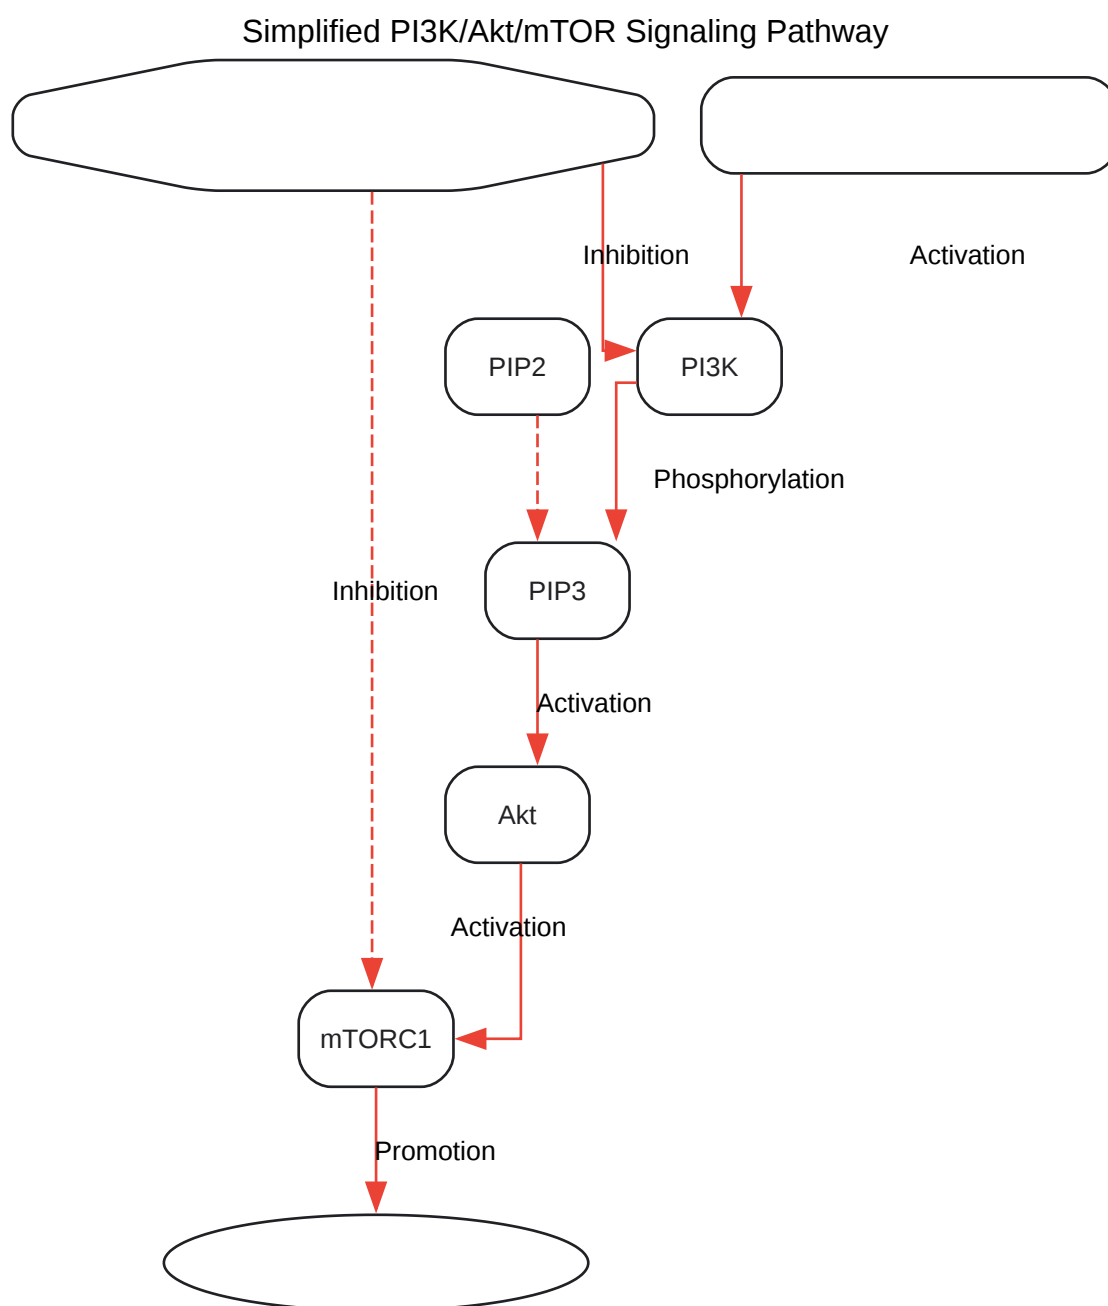 Simplified PI3K/Akt/mTOR Signaling Pathway
Inhibition
Activation
PIP2
PI3K
Phosphorylation
Inhibition
PIP3
Activation
Akt
Activation
mTORC1
Promotion